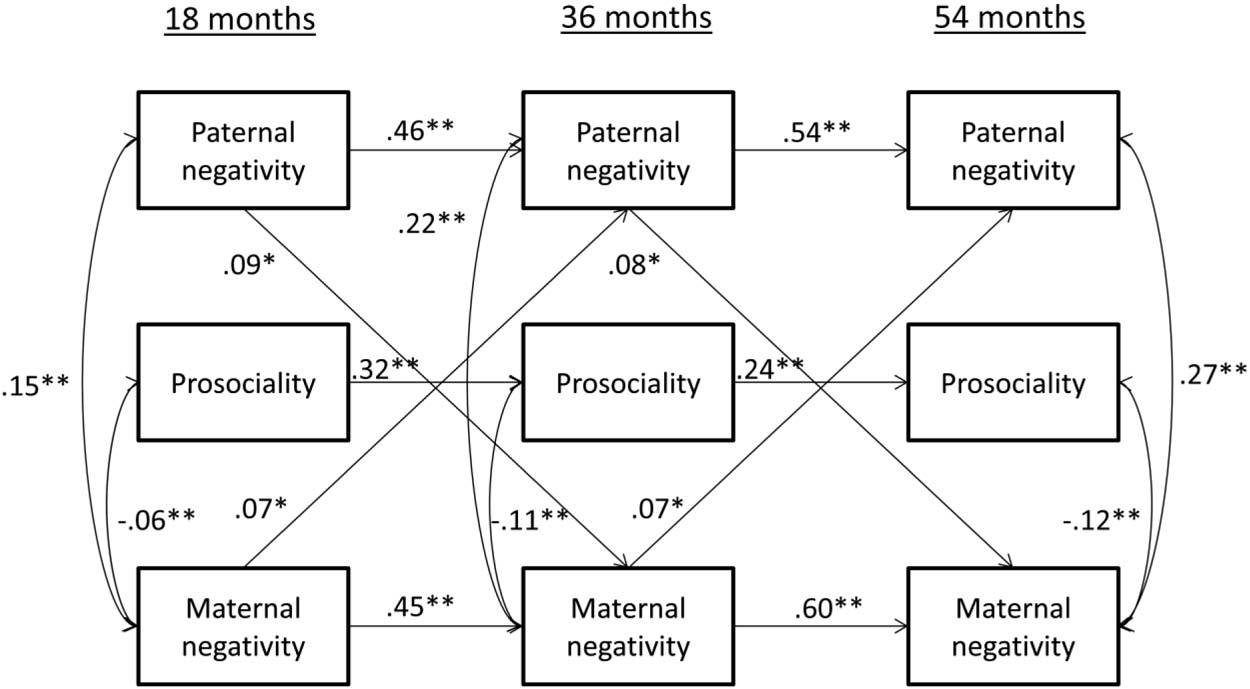 18 months
36 months
54 months
Paternal
negativity
.46**
Paternal
negativity
.54**
Paternal
negativity
.22**
.09*
.08*
.15**
Prosociality
.32**
Prosociality
.24**
Prosociality
.27**
-.06**
.07*
-.11**
.07*
-.12**
Maternal
negativity
.45**
Maternal
negativity
.60**
Maternal
negativity